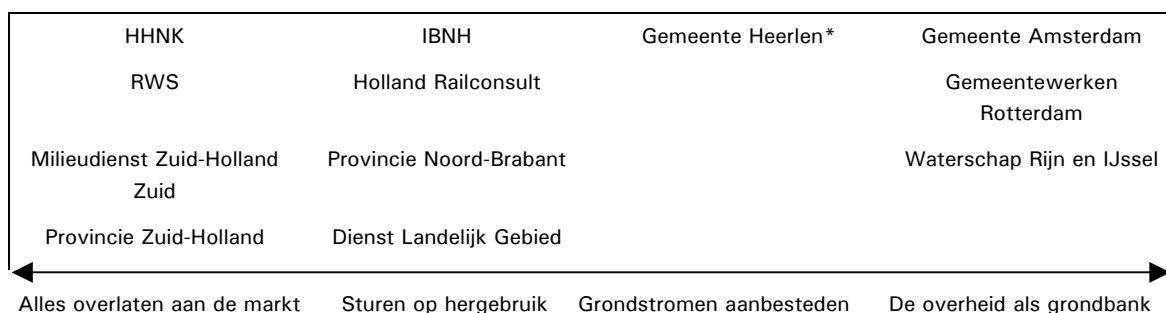 HHNK IBNH Gemeente Heerlen* Gemeente Amsterdam
RWS Holland Railconsult Gemeentewerken
Rotterdam
Milieudienst Zuid-Holland Provincie Noord-Brabant Waterschap Rijn en IJssel
Zuid
Provincie Zuid-Holland Dienst Landelijk Gebied
Alles overlaten aan de markt Sturen op hergebruik Grondstromen aanbesteden De overheid als grondbank